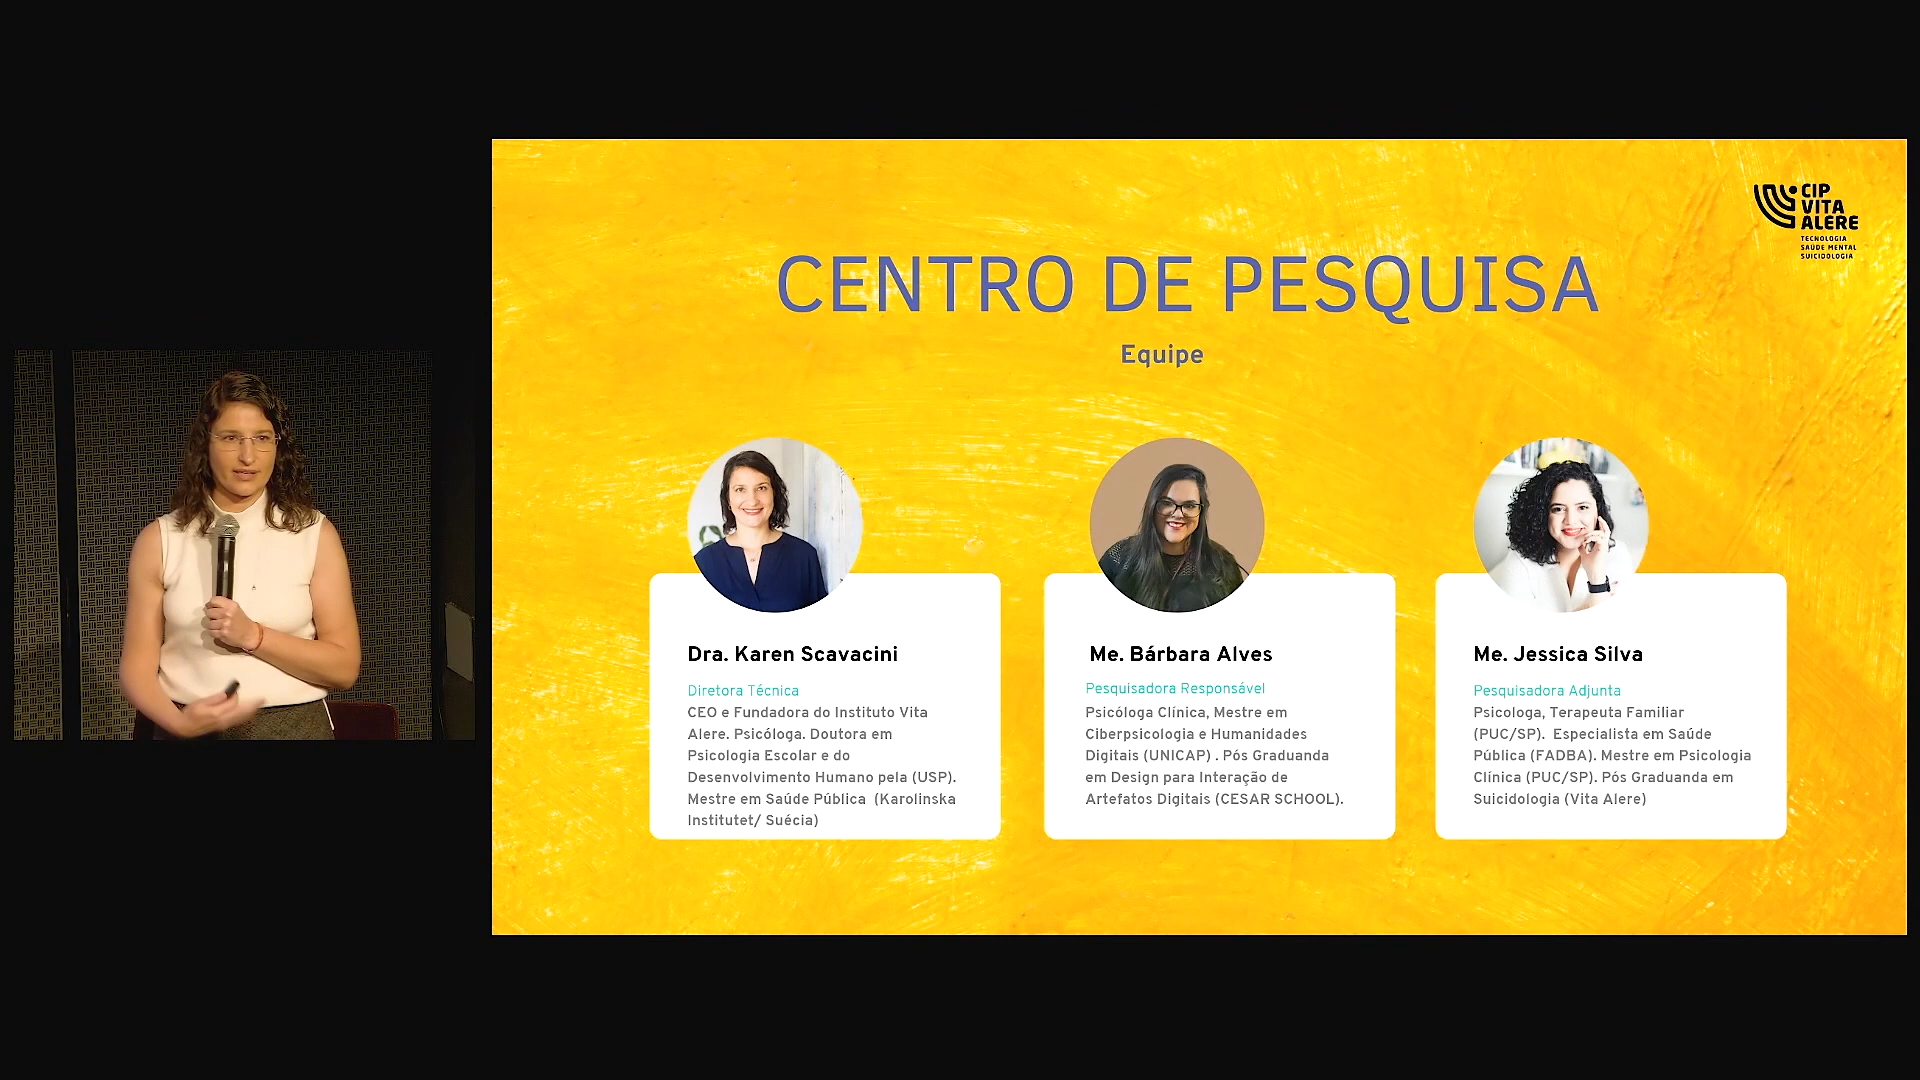 CIP
VITA
ALERE
TECNOLOGIA
SAÚDE MENTAL
SUICIDOLOGIA
CENTRO DE PESQUISA
Equipe
Dra. Karen Scavacini
Diretora Técnica
CEO e Fundadora do Instituto Vita
Alere. Psicóloga. Doutora em
Psicologia Escolar e do
Desenvolvimento Humano pela (USP).
Mestre em Saúde Pública (Karolinska
Institutet/ Suécia)
Me. Bárbara Alves
Pesquisadora Responsável
Psicóloga Clínica, Mestre em
Ciberpsicologia e Humanidades
Digitais (UNICAP) . Pós Graduanda
em Design para Interação de
Artefatos Digitais (CESAR SCHOOL).
Me. Jessica Silva
Pesquisadora Adjunta
Psicologa, Terapeuta Familiar
(PUC/SP). Especialista em Saúde
Pública (FADBA). Mestre em Psicologia
Clínica (PUC/SP). Pós Graduanda em
Suicidologia (Vita Alere)